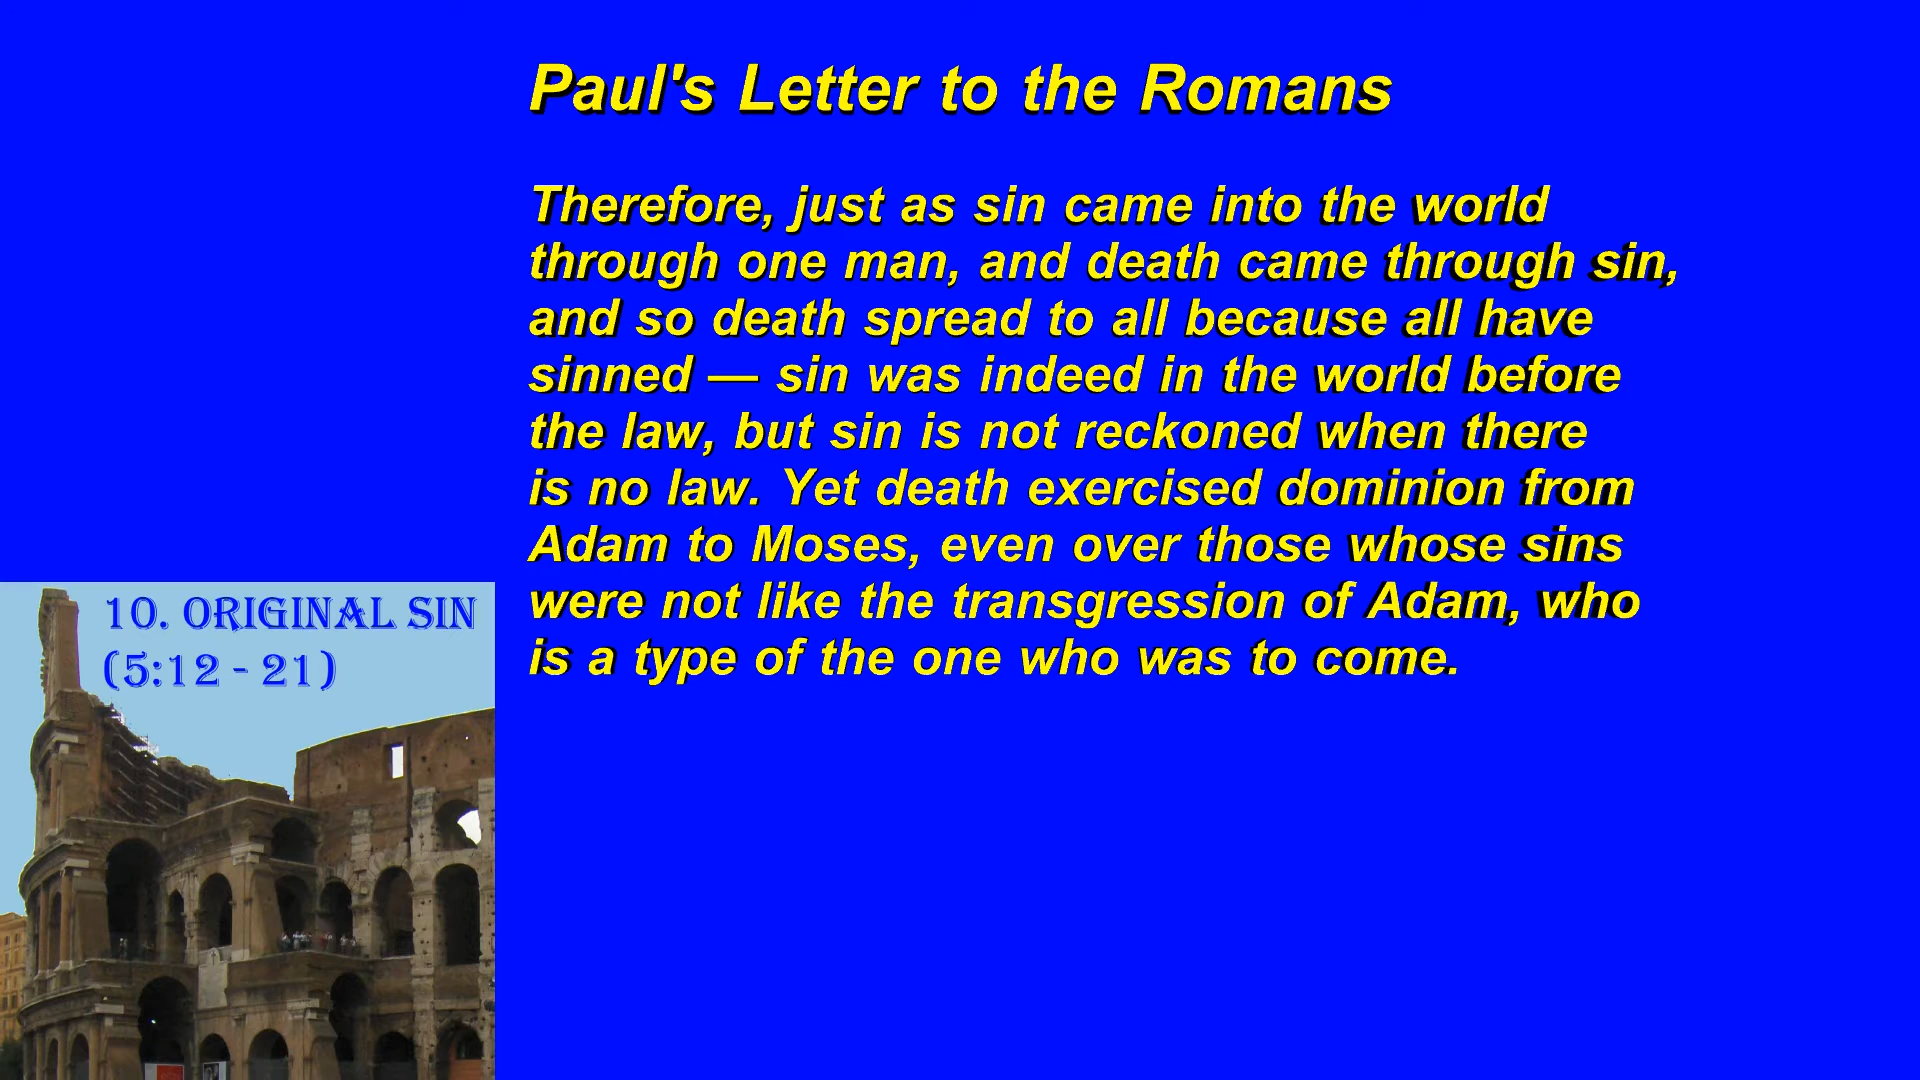 Paul's Letter to the Romans
Therefore, just as sin came into the world
through one man, and death came through sin,
and so death spread to all because all have
sinned — sin was indeed in the world before
the law, but sin is not reckoned when there
is no law. Yet death exercised dominion from
Adam to Moses, even over those whose sins
were not like the transgression of Adam, who
is a type of the one who was to come.
10. ORIGINAL SIN
(5:12 - 21)